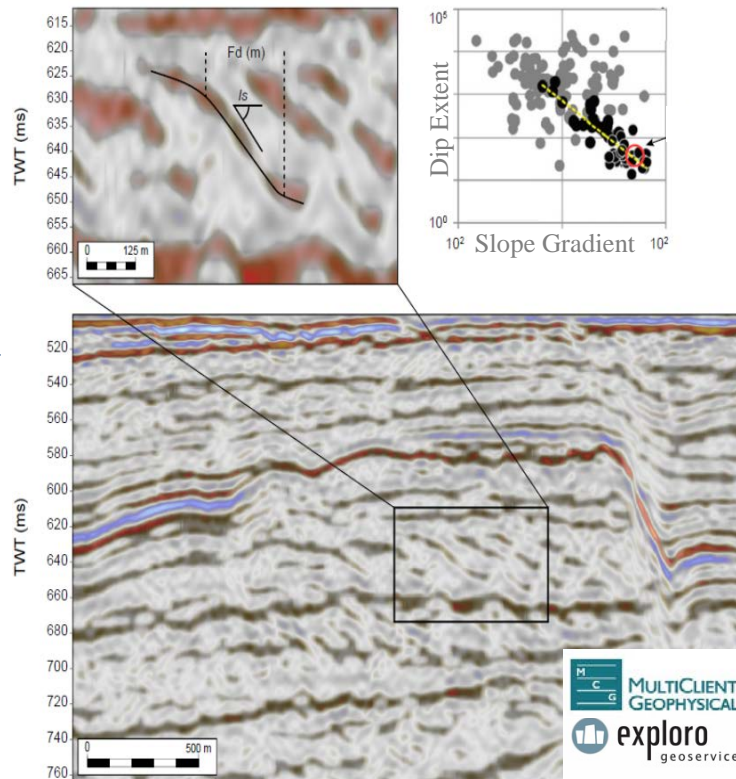 TWT (ms)
615
620
625
630
635
640
645
650
655
660
665
Fd (m)
Is
0
125 m
Dip Extent
10⁵
10⁰
10²
Slope Gradient
10²
TWT (ms)
520
540
560
580
600
620
640
660
680
700
720
740
760
0
500 m
M
C
G
MULTICLIENT
GEOPHYSICAL
exploro
geoservice